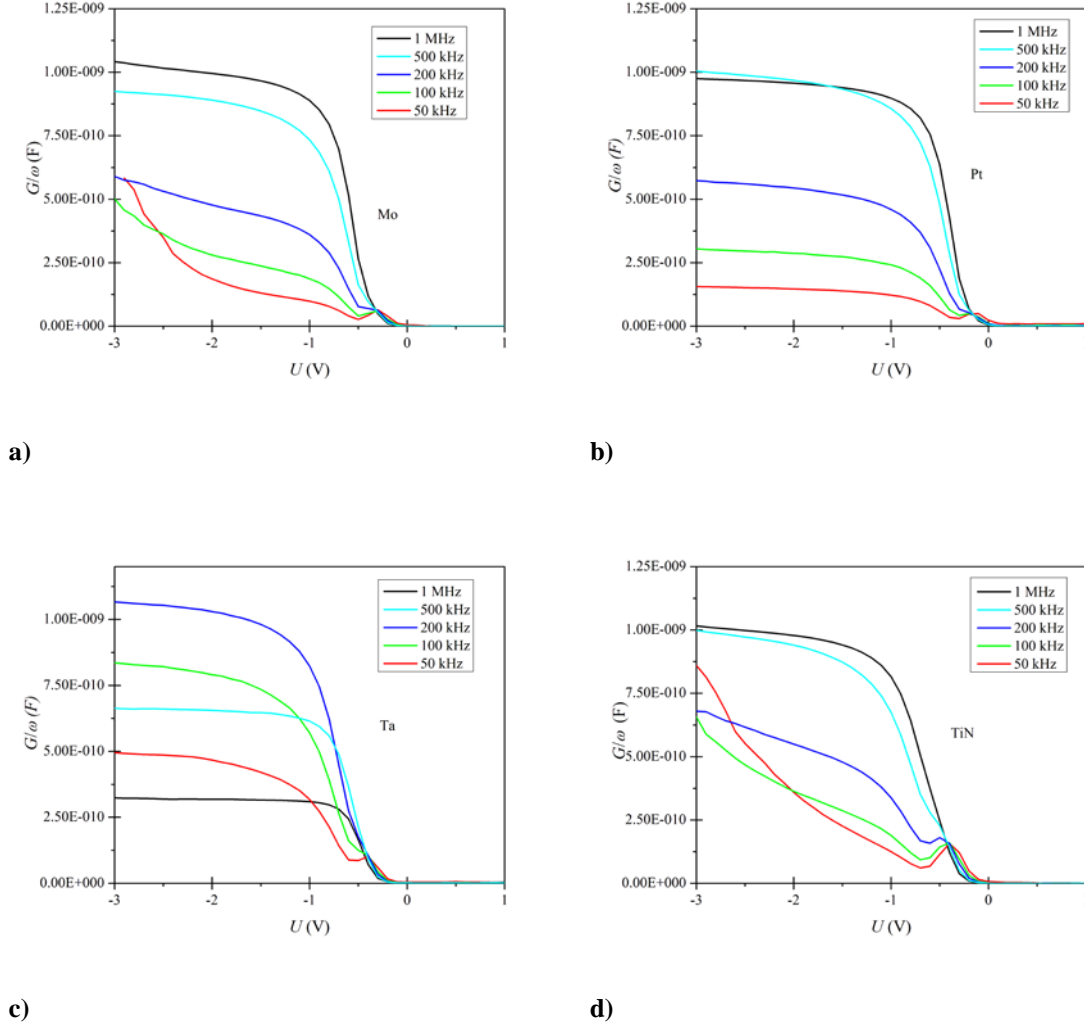 1.25E-009
1.00E-009
7.50E-010
5.00E-010
2.50E-010
0.00E+000
G/ω (F)
-3
-2
-1
0
1
U (V)
1 MHz
500 kHz
200 kHz
100 kHz
50 kHz
Mo
a)
1.25E-009
1.00E-009
7.50E-010
5.00E-010
2.50E-010
0.00E+000
G/ω (F)
-3
-2
-1
0
U (V)
1 MHz
500 kHz
200 kHz
100 kHz
50 kHz
Pt
b)
1.00E-009
7.50E-010
5.00E-010
2.50E-010
0.00E+000
G/ω (F)
-3
-2
-1
0
1
U (V)
1 MHz
500 kHz
200 kHz
100 kHz
50 kHz
Ta
c)
1.25E-009
1.00E-009
7.50E-010
5.00E-010
2.50E-010
0.00E+000
G/ω (F)
-3
-2
-1
0
U (V)
1 MHz
500 kHz
200 kHz
100 kHz
50 kHz
TiN
d)